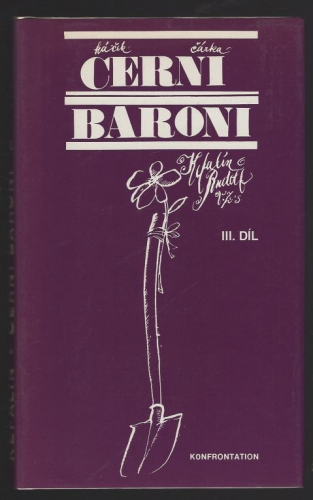 háček čárka
CERNI
BARONI
Kefalín
Rudolf
III. DÍL
KONFRONTATION